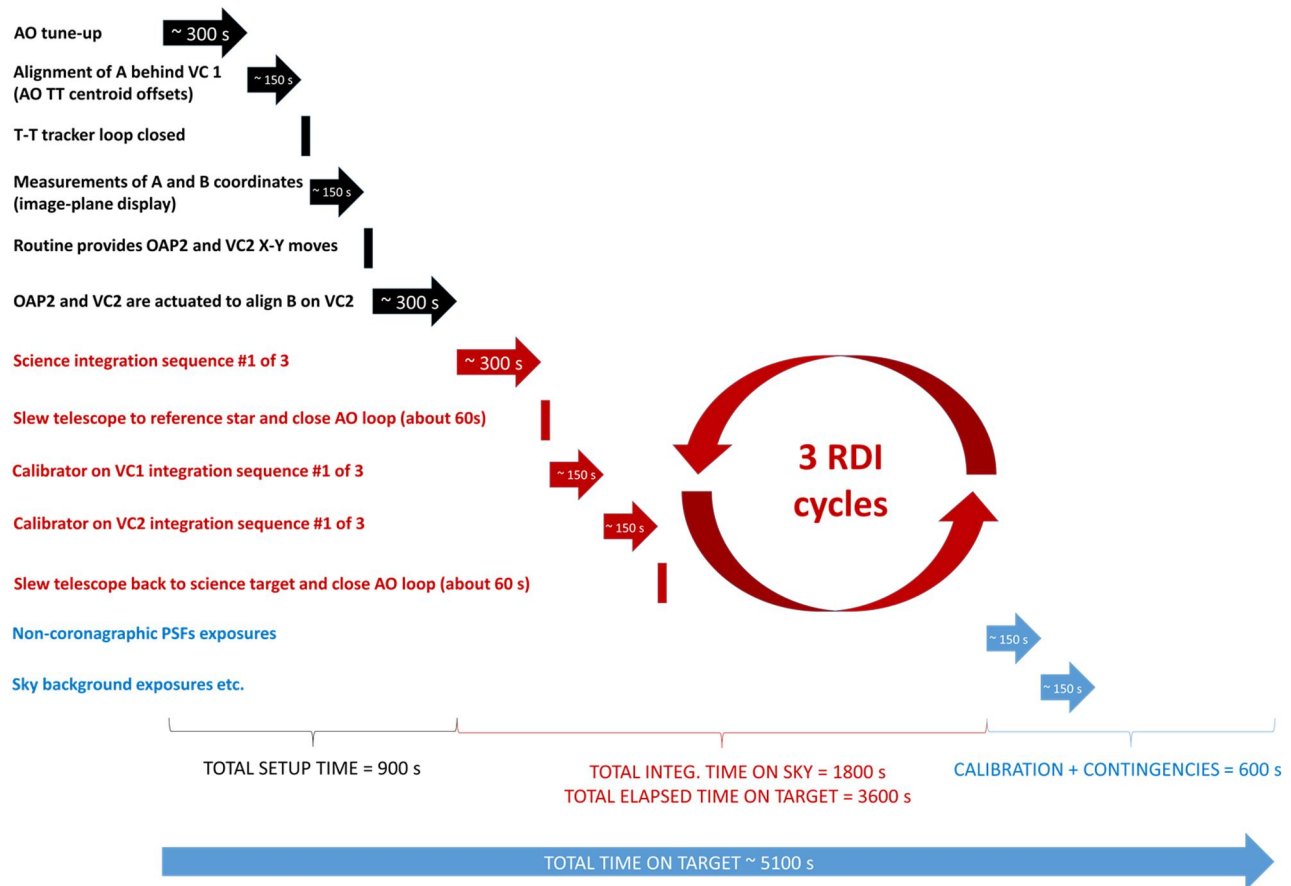 AO tune-up
~ 300 s
Alignment of A behind VC 1
(AO TT centroid offsets)
~ 150 s
T-T tracker loop closed
Measurements of A and B coordinates
(image-plane display)
~ 150 s
Routine provides OAP2 and VC2 X-Y moves
OAP2 and VC2 are actuated to align B on VC2
~ 300 s
Science integration sequence #1 of 3
~ 300 s
Slew telescope to reference star and close AO loop (about 60s)
Calibrator on VC1 integration sequence #1 of 3
~ 150 s
Calibrator on VC2 integration sequence #1 of 3
~ 150 s
Slew telescope back to science target and close AO loop (about 60 s)
3 RDI
cycles
Non-coronagraphic PSFs exposures
~ 150 s
Sky background exposures etc.
~ 150 s
TOTAL SETUP TIME = 900 s
TOTAL INTEG. TIME ON SKY = 1800 s
TOTAL ELAPSED TIME ON TARGET = 3600 s
CALIBRATION + CONTINGENCIES = 600 s
TOTAL TIME ON TARGET ~ 5100 s